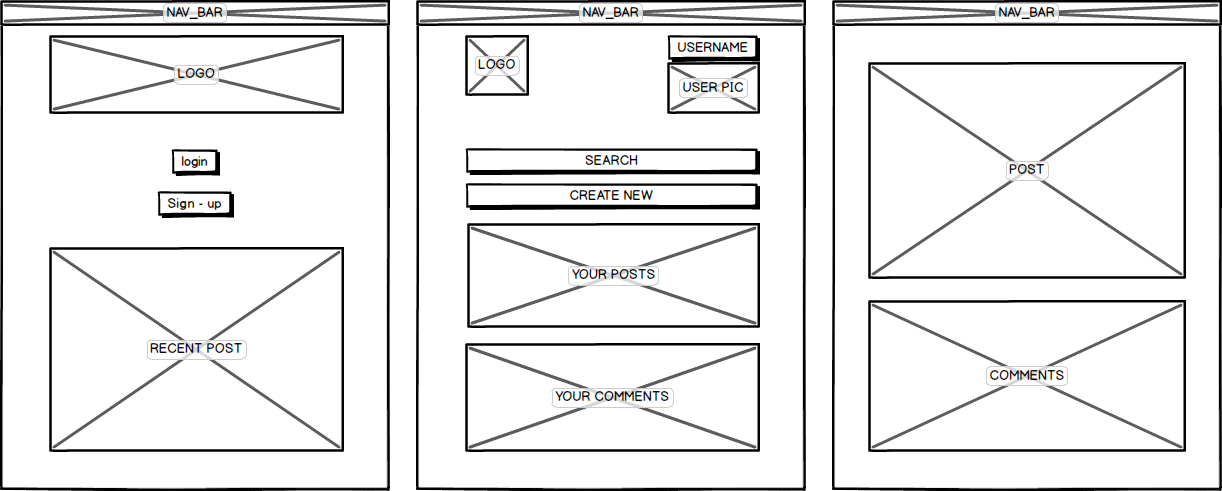 NAV_BAR
LOGO
login
Sign - up
RECENT POST
NAV_BAR
LOGO
USERNAME
USER PIC
SEARCH
CREATE NEW
YOUR POSTS
YOUR COMMENTS
NAV_BAR
POST
COMMENTS